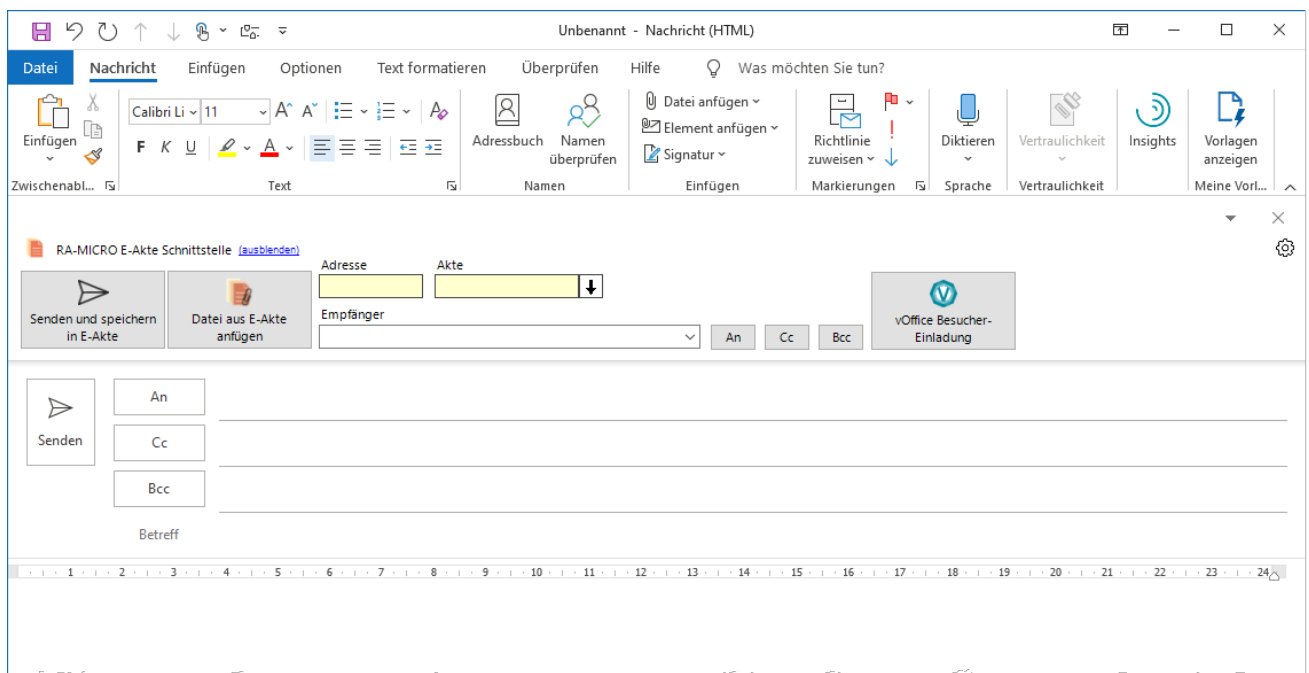 Unbenannt - Nachricht (HTML)
Datei Nachricht Einfügen Optionen Text formatieren Überprüfen Hilfe Was möchten Sie tun?
Einfügen
Zwischenabl...
Calibri Li 11
F K U
Text
Adressbuch
Namen überprüfen
Namen
Datei anfügen
Element anfügen
Signatur
Einfügen
Richtlinie zuweisen
Markierungen
Diktieren
Sprache
Vertraulichkeit
Vertraulichkeit
Insights
Vorlagen anzeigen
Meine Vorl...
RA-MICRO E-Akte Schnittstelle (ausblenden)
Senden und speichern
in E-Akte
Datei aus E-Akte
anfügen
Adresse Akte
Empfänger
An Cc Bcc
vOffice Besucher-
Einladung
Senden
An
Cc
Bcc
Betreff
1 2 3 4 5 6 7 8 9 10 11 12 13 14 15 16 17 18 19 20 21 22 23 24